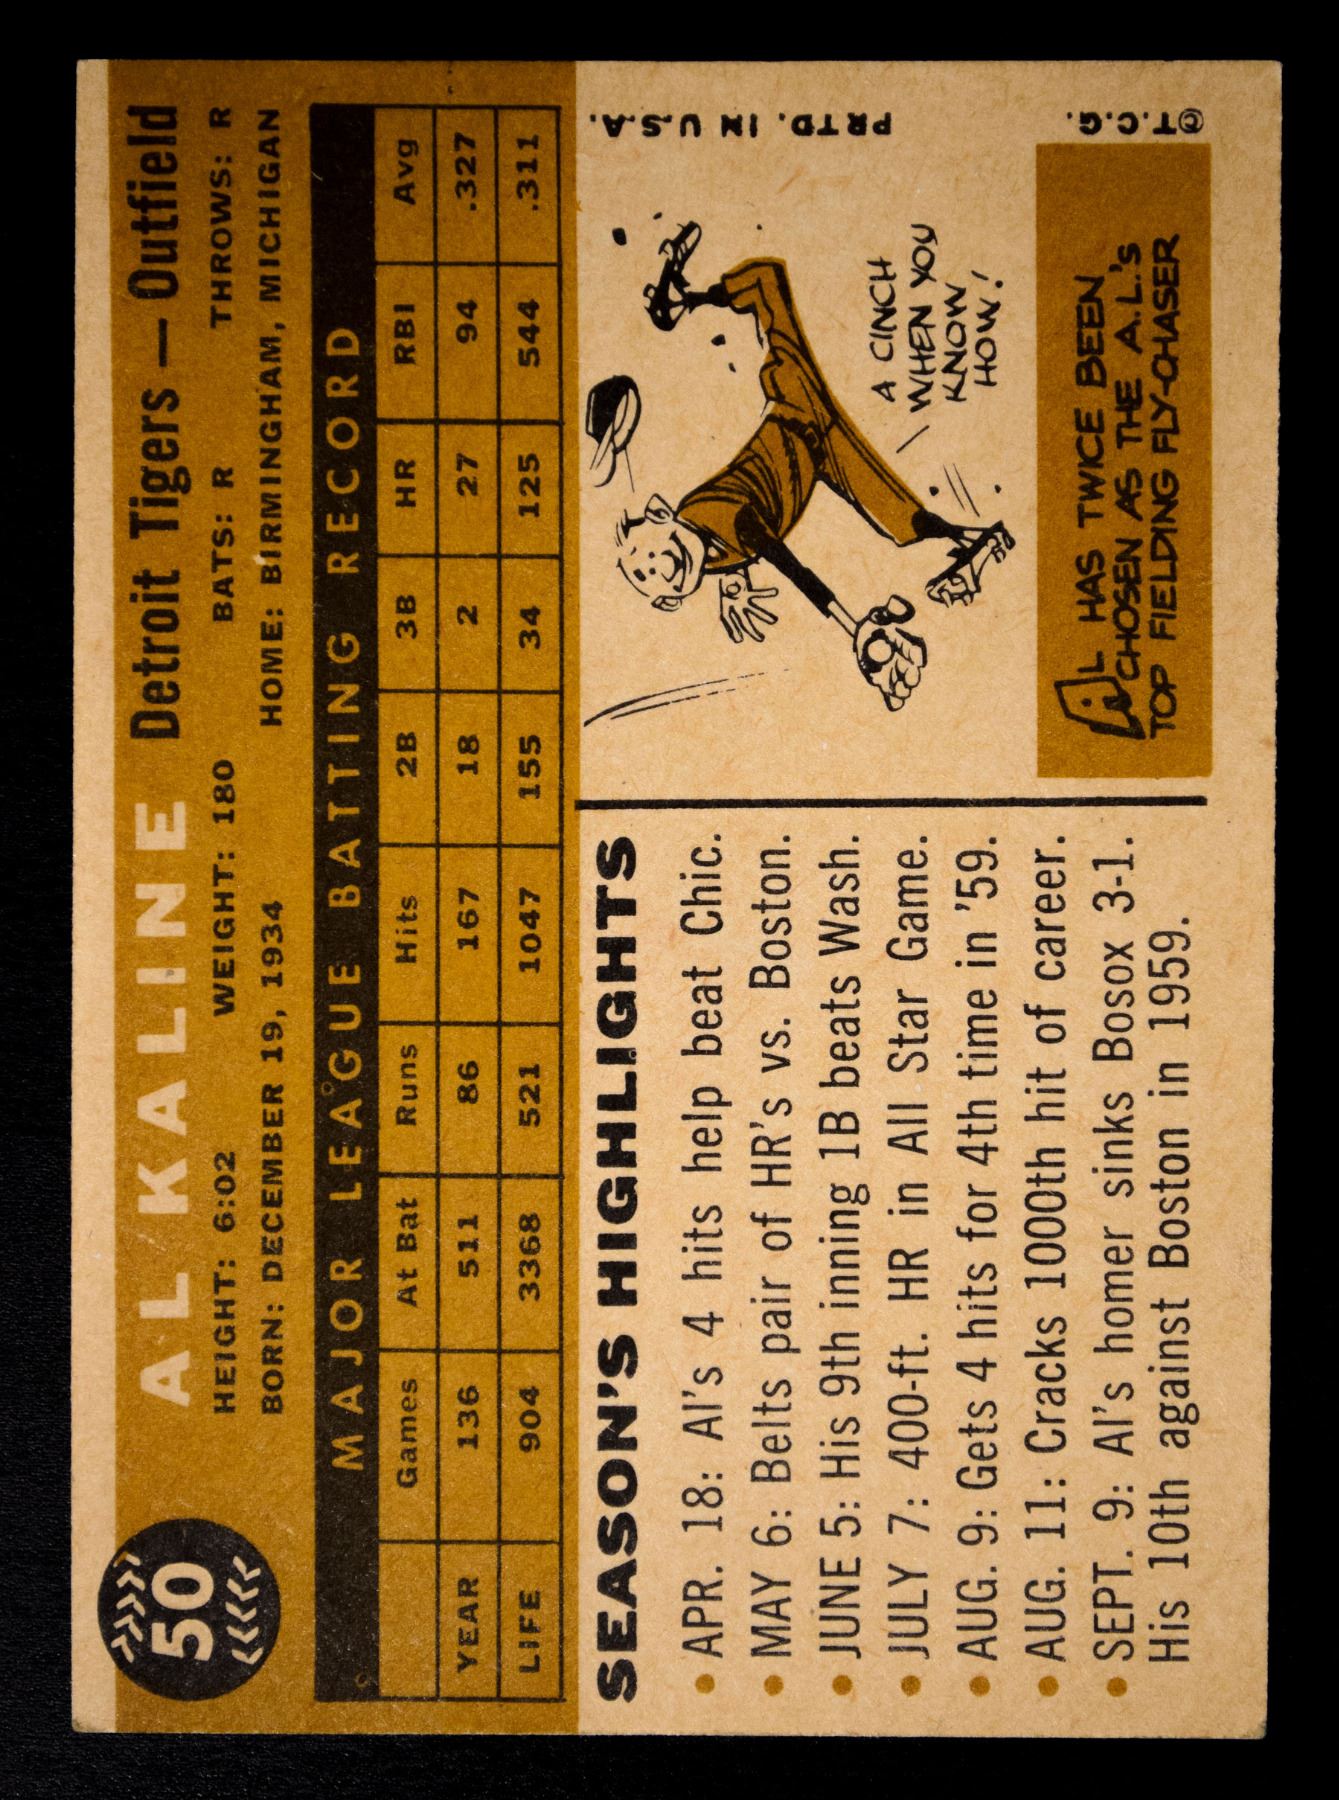 50
AL KALINE Detroit Tigers — Outfield
HEIGHT: 6:02 WEIGHT: 180 BATS: R THROWS: R
BORN: DECEMBER 19, 1934 HOME: BIRMINGHAM, MICHIGAN
MAJOR LEAGUE BATTING RECORD
Games At Bat Runs Hits 2B 3B HR RBI Avg
YEAR 136 511 86 167 18 2 27 94 .327
LIFE 904 3368 521 1047 155 34 125 544 .311
SEASON'S HIGHLIGHTS
• APR. 18: Al's 4 hits help beat Chic.
• MAY 6: Belts pair of HR's vs. Boston.
• JUNE 5: His 9th inning 1B beats Wash.
• JULY 7: 400-ft. HR in All Star Game.
• AUG. 9: Gets 4 hits for 4th time in '59.
• AUG. 11: Cracks 1000th hit of career.
• SEPT. 9: Al's homer sinks Bosox 3-1.
His 10th against Boston in 1959.
A CINCH
WHEN YOU
KNOW
HOW!
AL HAS TWICE BEEN
CHOSEN AS THE A.L.'s
TOP FIELDING FLY-CHASER
©T.C.G. PRTD. IN U.S.A.